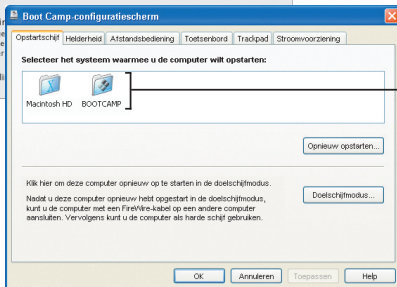 Boot Camp-configuratiescherm
Opstartschijf Helderheid Afstandsbediening Toetsenbord Trackpad Stroomvoorziening
Selecteer het systeem waarmee u de computer wilt opstarten:
Macintosh HD BOOTCAMP
Opnieuw opstarten...
Klik hier om deze computer opnieuw op te starten in de doelschijfmodus.
Nadat u deze computer opnieuw hebt opgestart in de doelschijfmodus,
kunt u de computer met een FireWire-kabel op een andere computer
aansluiten. Vervolgens kunt u de computer als harde schijf gebruiken.
Doelschijfmodus...
OK Annuleren Toepassen Help